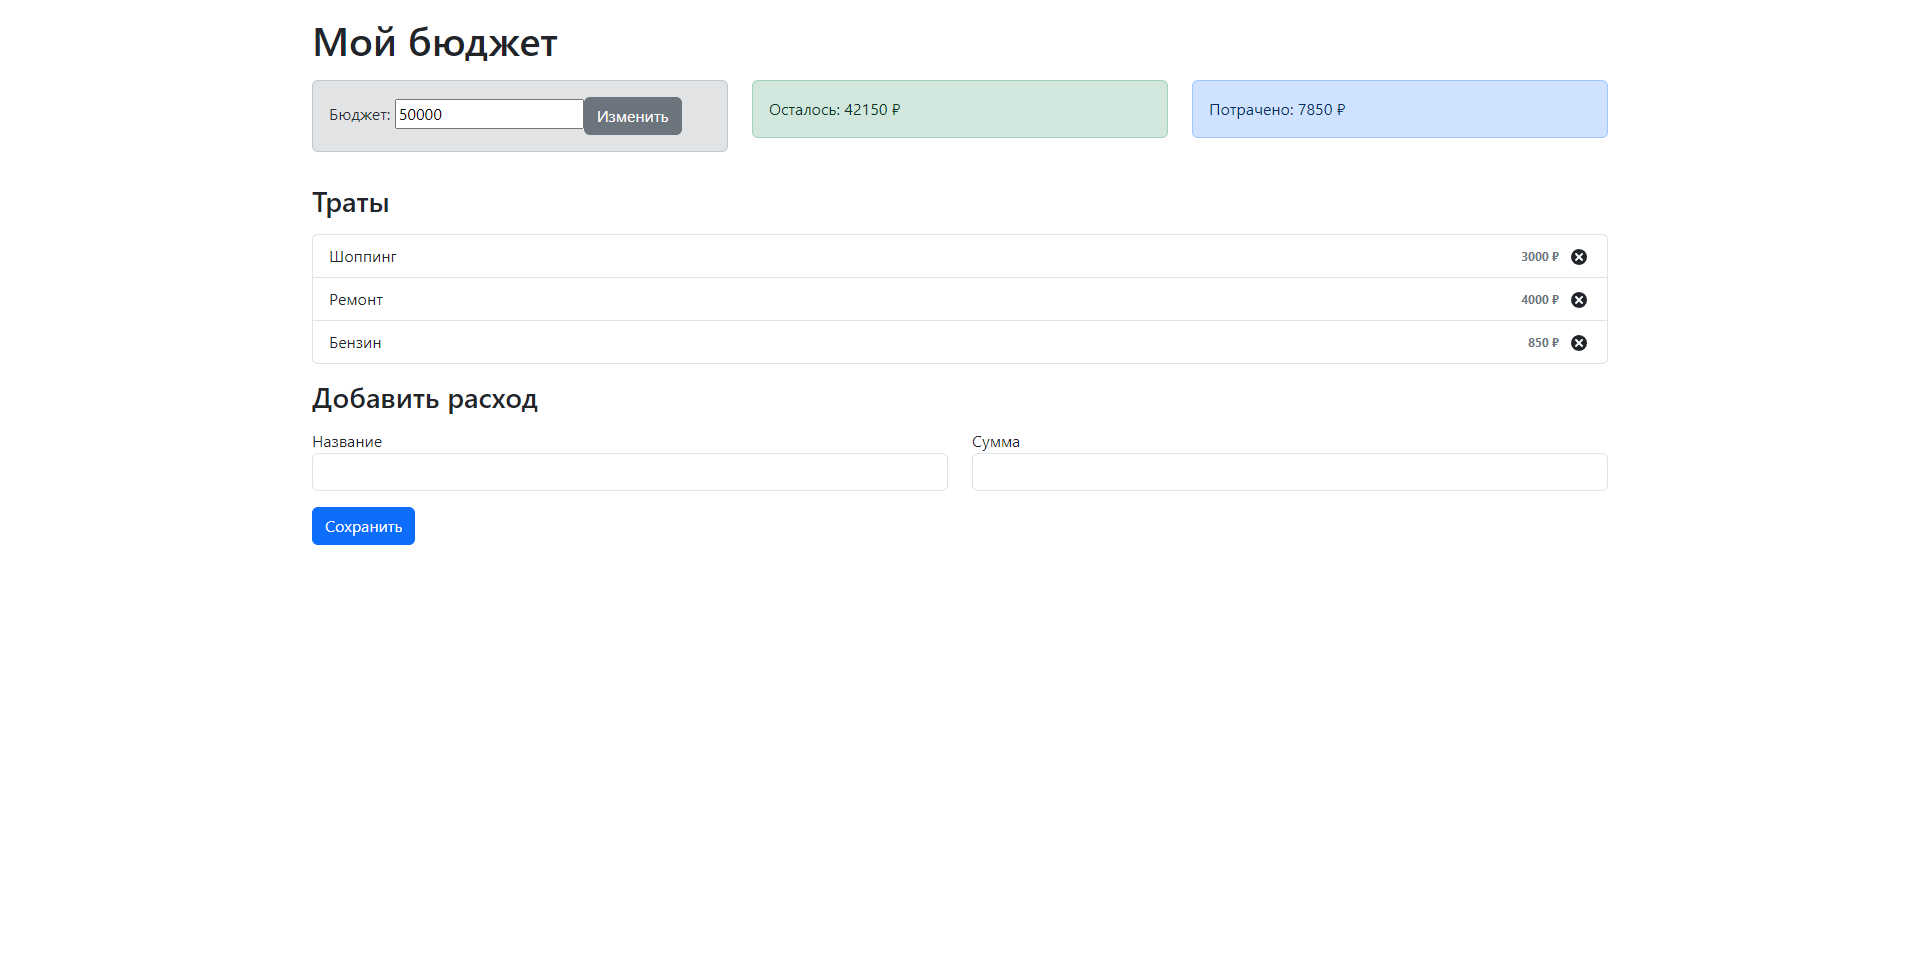 Мой бюджет
Бюджет: 50000 Изменить
Осталось: 42150 ₽
Потрачено: 7850 ₽
Траты
Шоппинг 3000 ₽
Ремонт 4000 ₽
Бензин 850 ₽
Добавить расход
Название Сумма
Сохранить